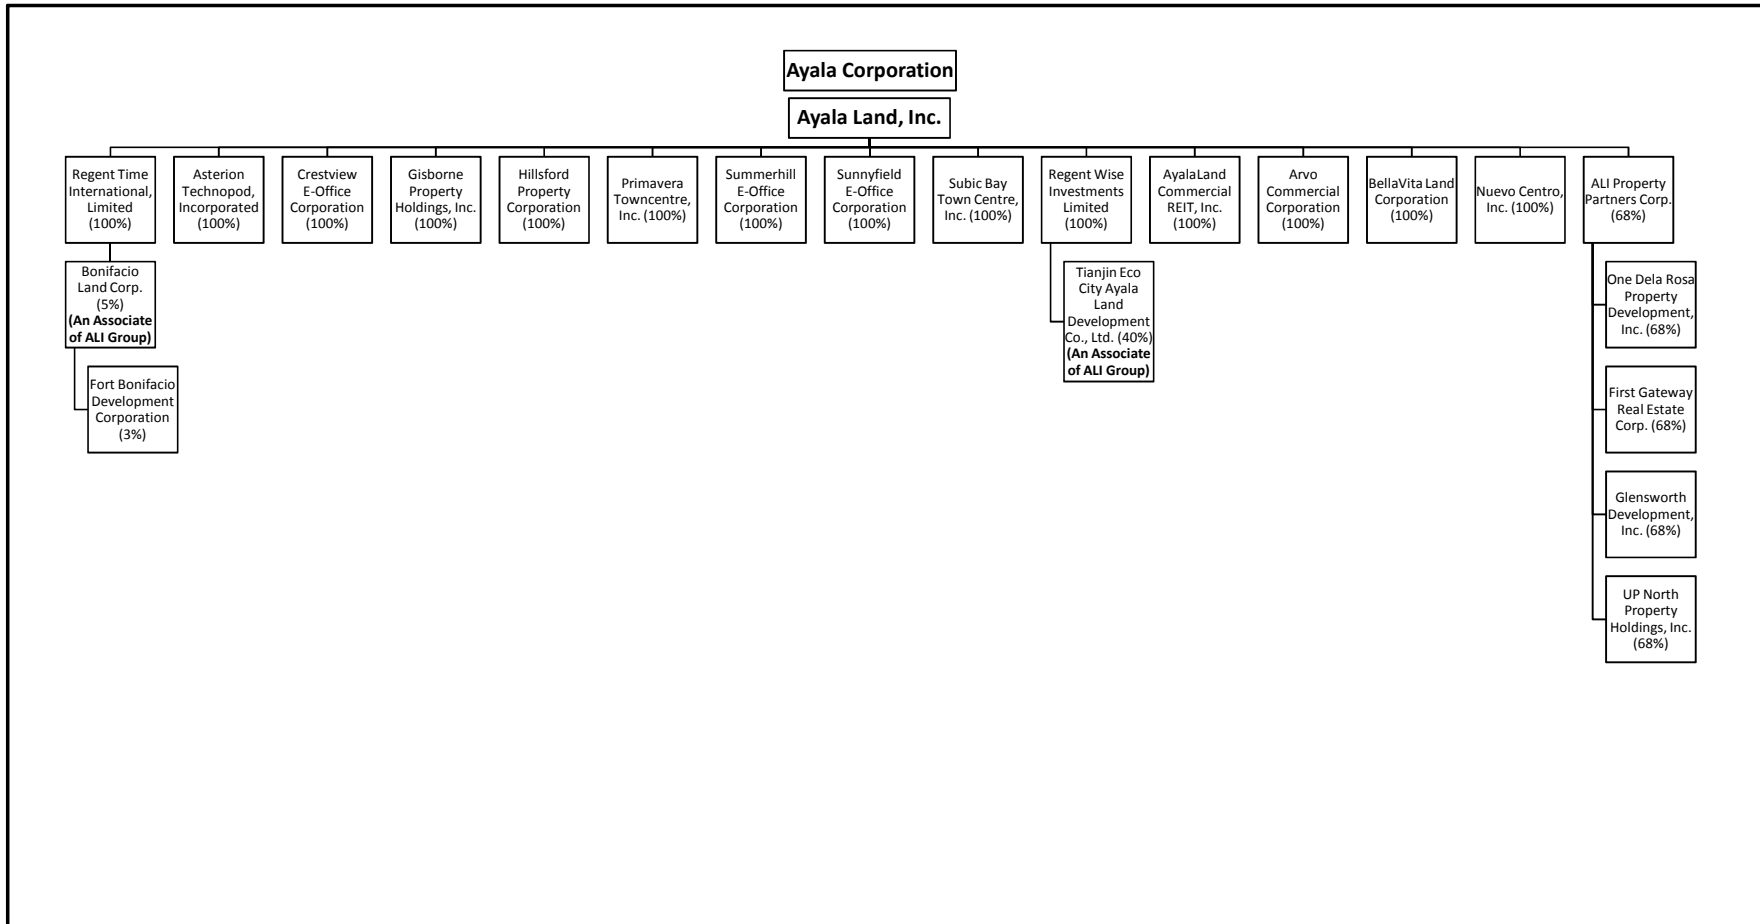 Ayala Corporation
Ayala Land, Inc.
Regent Time
International,
Limited
(100%)
Asterion
Technopod,
Incorporated
(100%)
Crestview
E-Office
Corporation
(100%)
Gisborne
Property
Holdings, Inc.
(100%)
Hillsford
Property
Corporation
(100%)
Primavera
Towncentre,
Inc. (100%)
Summerhill
E-Office
Corporation
(100%)
Sunnyfield
E-Office
Corporation
(100%)
Subic Bay
Town Centre,
Inc. (100%)
Regent Wise
Investments
Limited
(100%)
AyalaLand
Commercial
REIT, Inc.
(100%)
Arvo
Commercial
Corporation
(100%)
BellaVita Land
Corporation
(100%)
Nuevo Centro,
Inc. (100%)
ALI Property
Partners Corp.
(68%)
Bonifacio
Land Corp.
(5%)
(An Associate
of ALI Group)
Fort Bonifacio
Development
Corporation
(3%)
Tianjin Eco
City Ayala
Land
Development
Co., Ltd. (40%)
(An Associate
of ALI Group)
One Dela Rosa
Property
Development,
Inc. (68%)
First Gateway
Real Estate
Corp. (68%)
Glensworth
Development,
Inc. (68%)
UP North
Property
Holdings, Inc.
(68%)